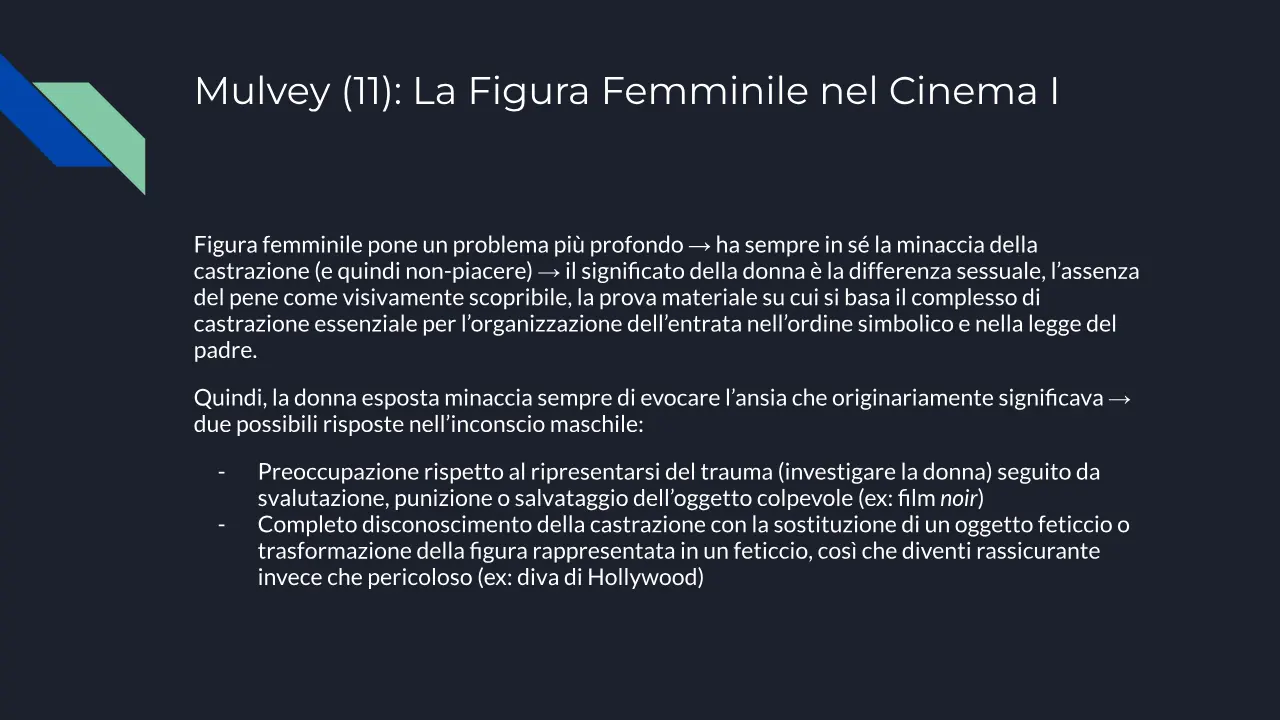 Mulvey (11): La Figura Femminile nel Cinema I
Figura femminile pone un problema più profondo → ha sempre in sé la minaccia della
castrazione (e quindi non-piacere) → il significato della donna è la differenza sessuale, l’assenza
del pene come visivamente scopribile, la prova materiale su cui si basa il complesso di
castrazione essenziale per l’organizzazione dell’entrata nell’ordine simbolico e nella legge del
padre.
Quindi, la donna esposta minaccia sempre di evocare l’ansia che originariamente significava →
due possibili risposte nell’inconscio maschile:
- Preoccupazione rispetto al ripresentarsi del trauma (investigare la donna) seguito da
svalutazione, punizione o salvataggio dell’oggetto colpevole (ex: film noir)
- Completo disconoscimento della castrazione con la sostituzione di un oggetto feticcio o
trasformazione della figura rappresentata in un feticcio, così che diventi rassicurante
invece che pericoloso (ex: diva di Hollywood)